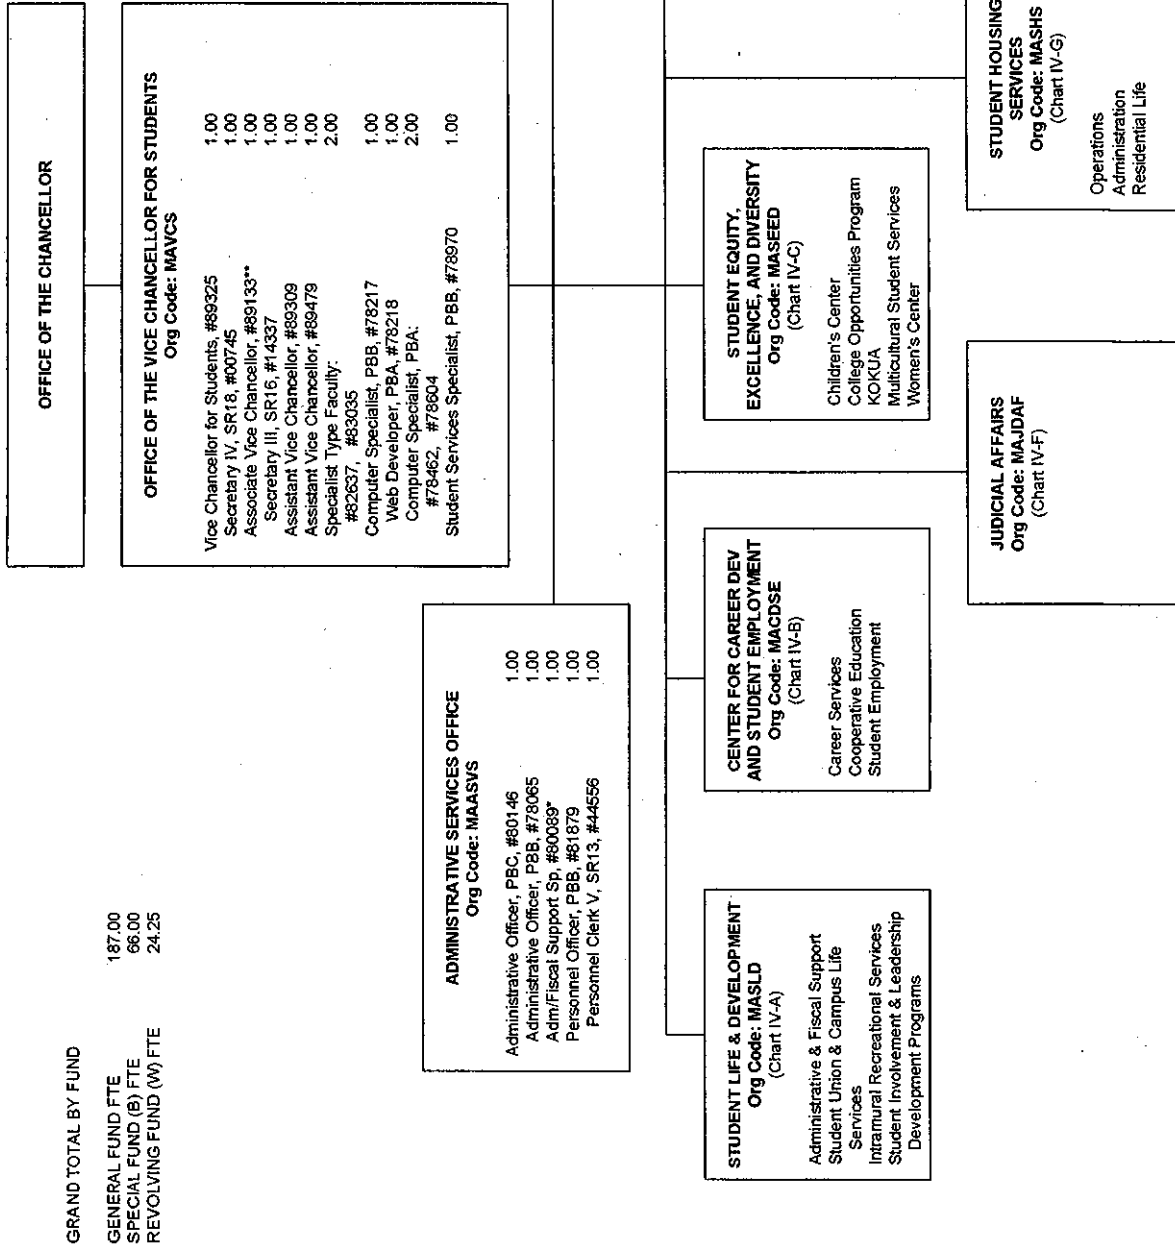 GRAND TOTAL BY FUND
GENERAL FUND FTE 187.00
SPECIAL FUND (B) FTE 66.00
REVOLVING FUND (W) FTE 24.25
OFFICE OF THE CHANCELLOR
OFFICE OF THE VICE CHANCELLOR FOR STUDENTS
Org Code: MAVCS
Vice Chancellor for Students, #89325 1.00
Secretary IV, SR18, #00745 1.00
Associate Vice Chancellor, #89133** 1.00
Secretary III, SR16, #14337 1.00
Assistant Vice Chancellor, #89309 1.00
Assistant Vice Chancellor, #89479 1.00
Specialist Type Faculty: 2.00
#82637, #83035
Computer Specialist, PBB, #78217 1.00
Web Developer, PBA, #78218 1.00
Computer Specialist, PBA: 2.00
#78462, #78604
Student Services Specialist, PBB, #78970 1.00
ADMINISTRATIVE SERVICES OFFICE
Org Code: MAASVS
Administrative Officer, PBC, #80146 1.00
Administrative Officer, PBB, #78065 1.00
Adm/Fiscal Support Sp, #80089* 1.00
Personnel Officer, PBB, #81879 1.00
Personnel Clerk V, SR13, #44556 1.00
STUDENT LIFE & DEVELOPMENT
Org Code: MASLD
(Chart IV-A)
Administrative & Fiscal Support
Student Union & Campus Life
Services
Intramural Recreational Services
Student Involvement & Leadership
Development Programs
CENTER FOR CAREER DEV
AND STUDENT EMPLOYMENT
Org Code: MACDSE
(Chart IV-B)
Career Services
Cooperative Education
Student Employment
STUDENT EQUITY,
EXCELLENCE, AND DIVERSITY
Org Code: MASEED
(Chart IV-C)
Children's Center
College Opportunities Program
KOKUA
Multicultural Student Services
Women's Center
JUDICIAL AFFAIRS
Org Code: MAJDAF
(Chart IV-F)
STUDENT HOUSING
SERVICES
Org Code: MASHS
(Chart IV-G)
Operations
Administration
Residential Life